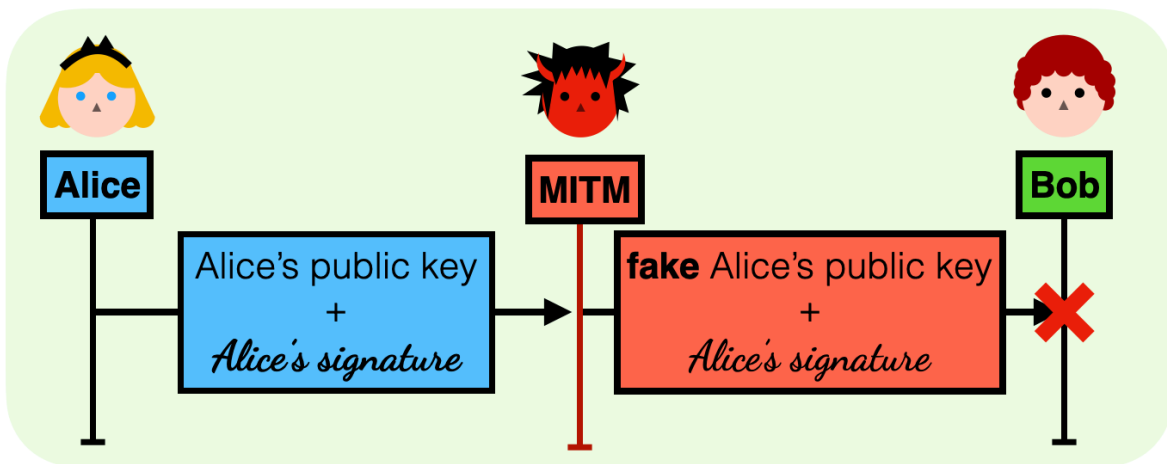 Alice
MITM
Bob
Alice's public key
+
Alice's signature
fake Alice's public key
+
Alice's signature